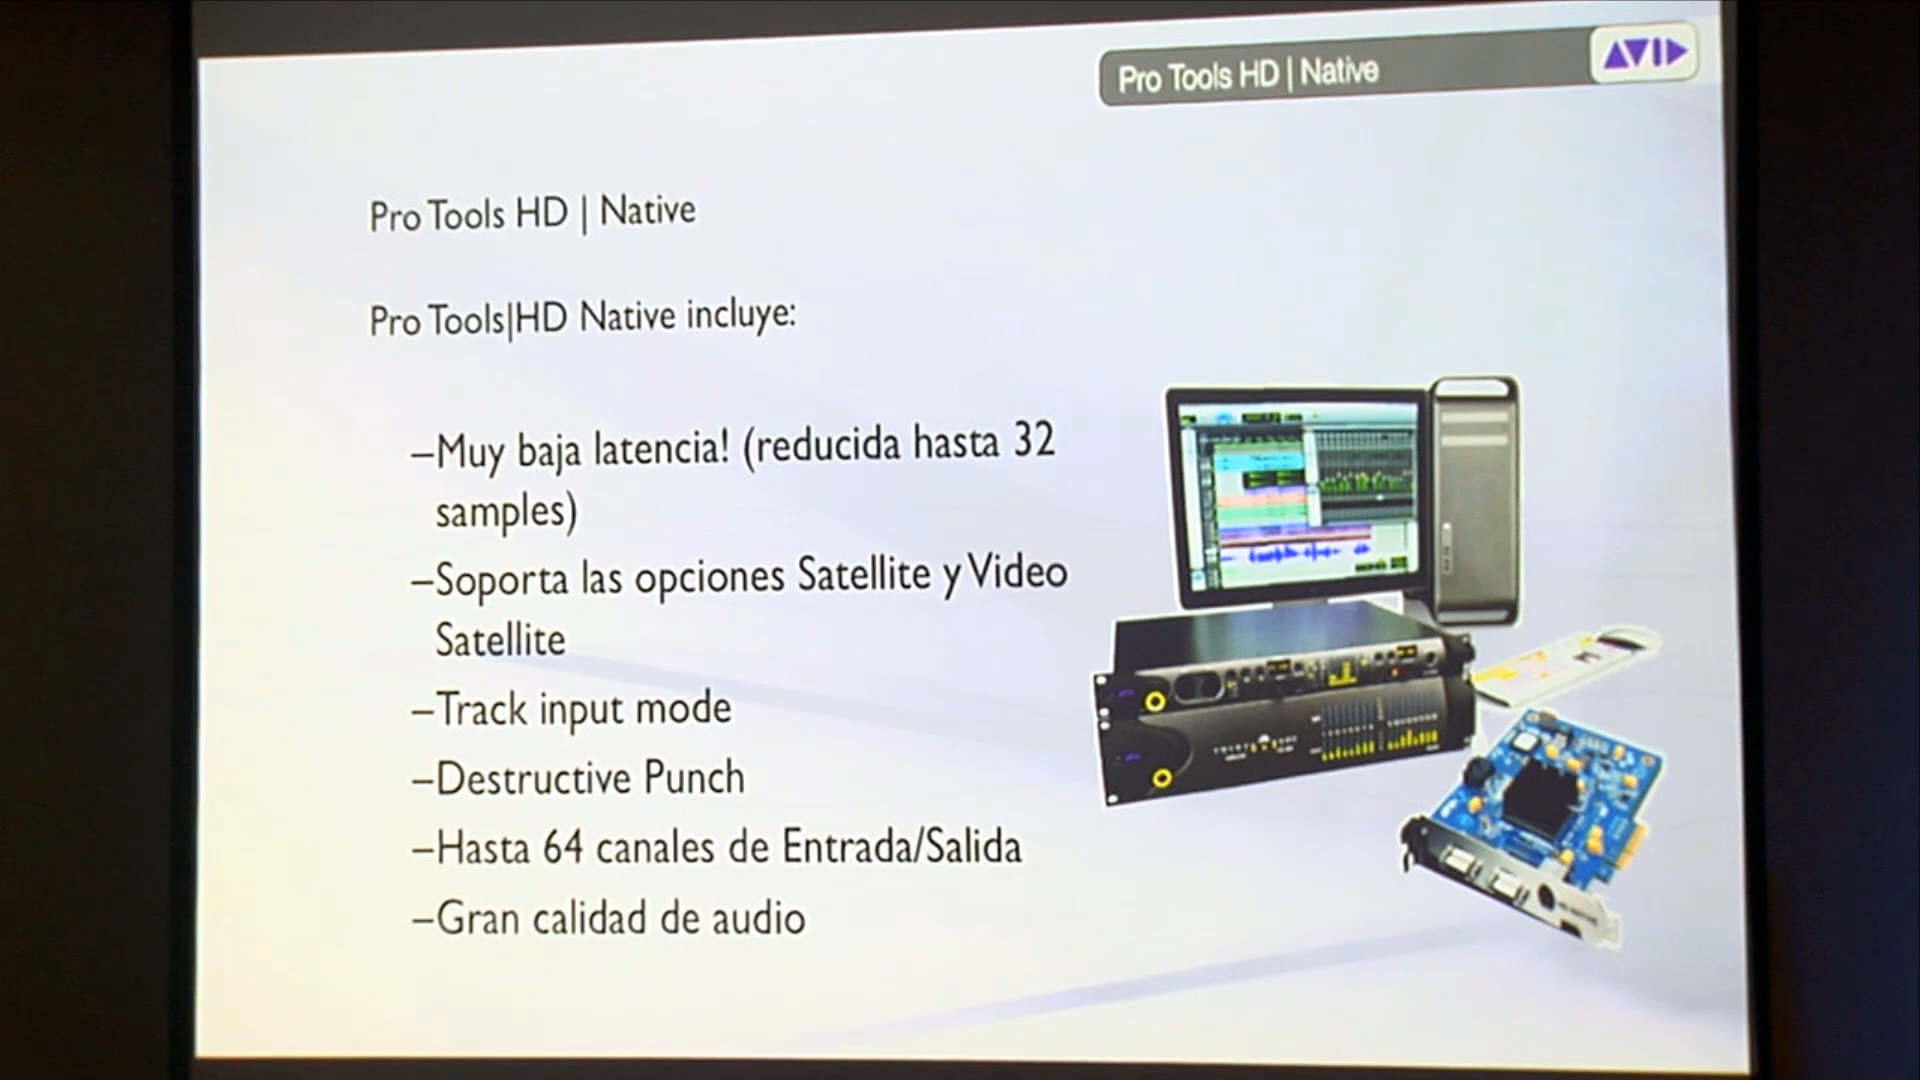 Pro Tools HD | Native
AVID
Pro Tools HD | Native
Pro Tools|HD Native incluye:
–Muy baja latencia! (reducida hasta 32
samples)
–Soporta las opciones Satellite y Video
Satellite
–Track input mode
–Destructive Punch
–Hasta 64 canales de Entrada/Salida
–Gran calidad de audio